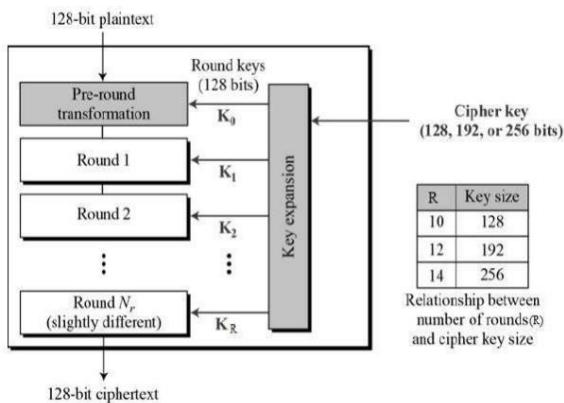 128-bit plaintext
Round keys
(128 bits)
Pre-round
transformation
K0
Cipher key
(128, 192, or 256 bits)
Round 1
K1
Round 2
K2
Key expansion
R Key size
10 128
12 192
14 256
Round Nr
(slightly different)
KR
Relationship between
number of rounds(R)
and cipher key size
128-bit ciphertext